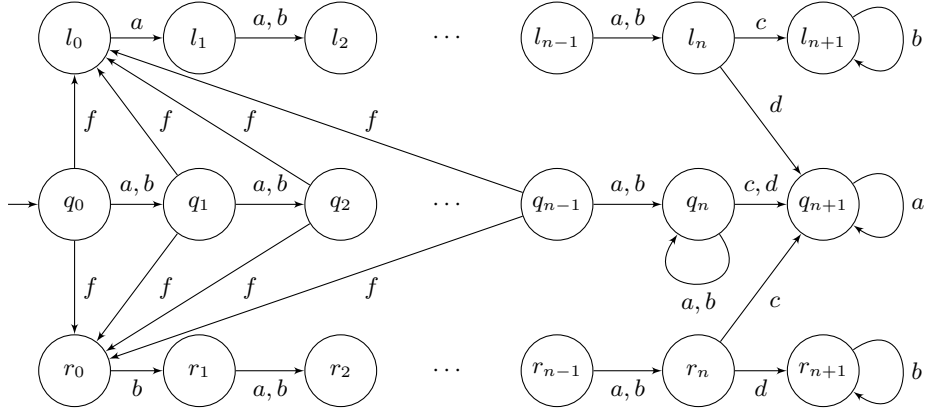 a a, b a, b c
l₀ l₁ l₂ ··· lₙ₋₁ lₙ lₙ₊₁ b
d
f f f f
a, b a, b a, b c, d
q₀ q₁ q₂ ··· qₙ₋₁ qₙ qₙ₊₁ a
f f f f
a, b
c
r₀ r₁ r₂ ··· rₙ₋₁ rₙ rₙ₊₁ b
b a, b a, b d